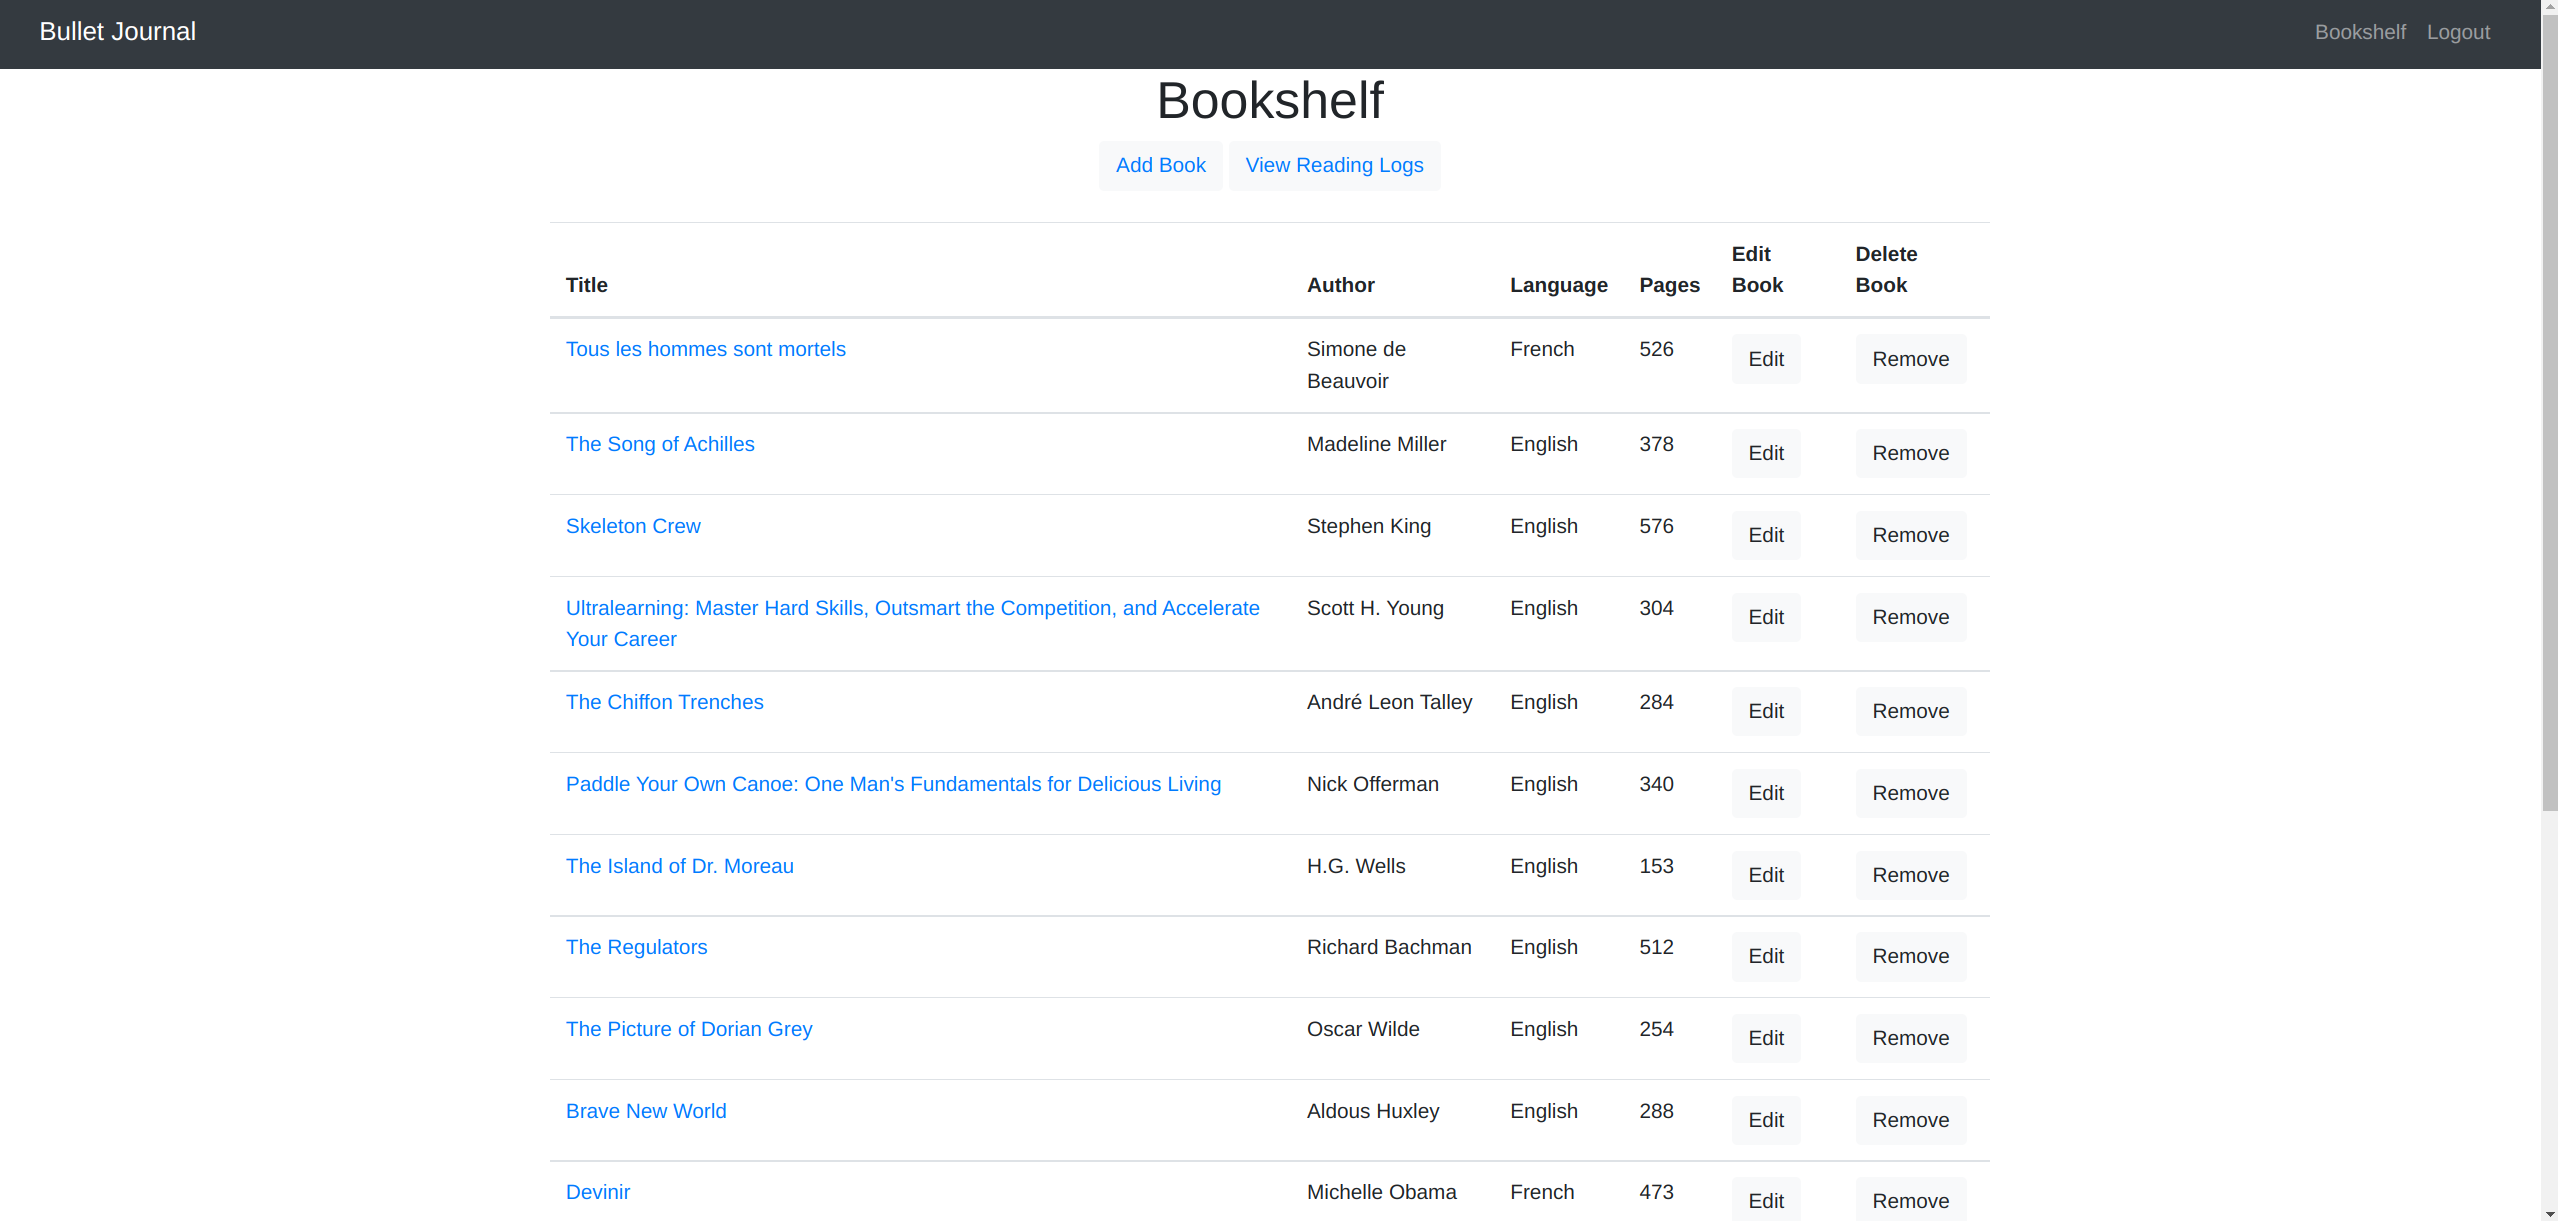 Bullet Journal Bookshelf Logout
Bookshelf
Add Book View Reading Logs
Title Author Language Pages Edit Book Delete Book
Tous les hommes sont mortels Simone de Beauvoir French 526 Edit Remove
The Song of Achilles Madeline Miller English 378 Edit Remove
Skeleton Crew Stephen King English 576 Edit Remove
Ultralearning: Master Hard Skills, Outsmart the Competition, and Accelerate Your Career Scott H. Young English 304 Edit Remove
The Chiffon Trenches André Leon Talley English 284 Edit Remove
Paddle Your Own Canoe: One Man's Fundamentals for Delicious Living Nick Offerman English 340 Edit Remove
The Island of Dr. Moreau H.G. Wells English 153 Edit Remove
The Regulators Richard Bachman English 512 Edit Remove
The Picture of Dorian Grey Oscar Wilde English 254 Edit Remove
Brave New World Aldous Huxley English 288 Edit Remove
Devinir Michelle Obama French 473 Edit Remove